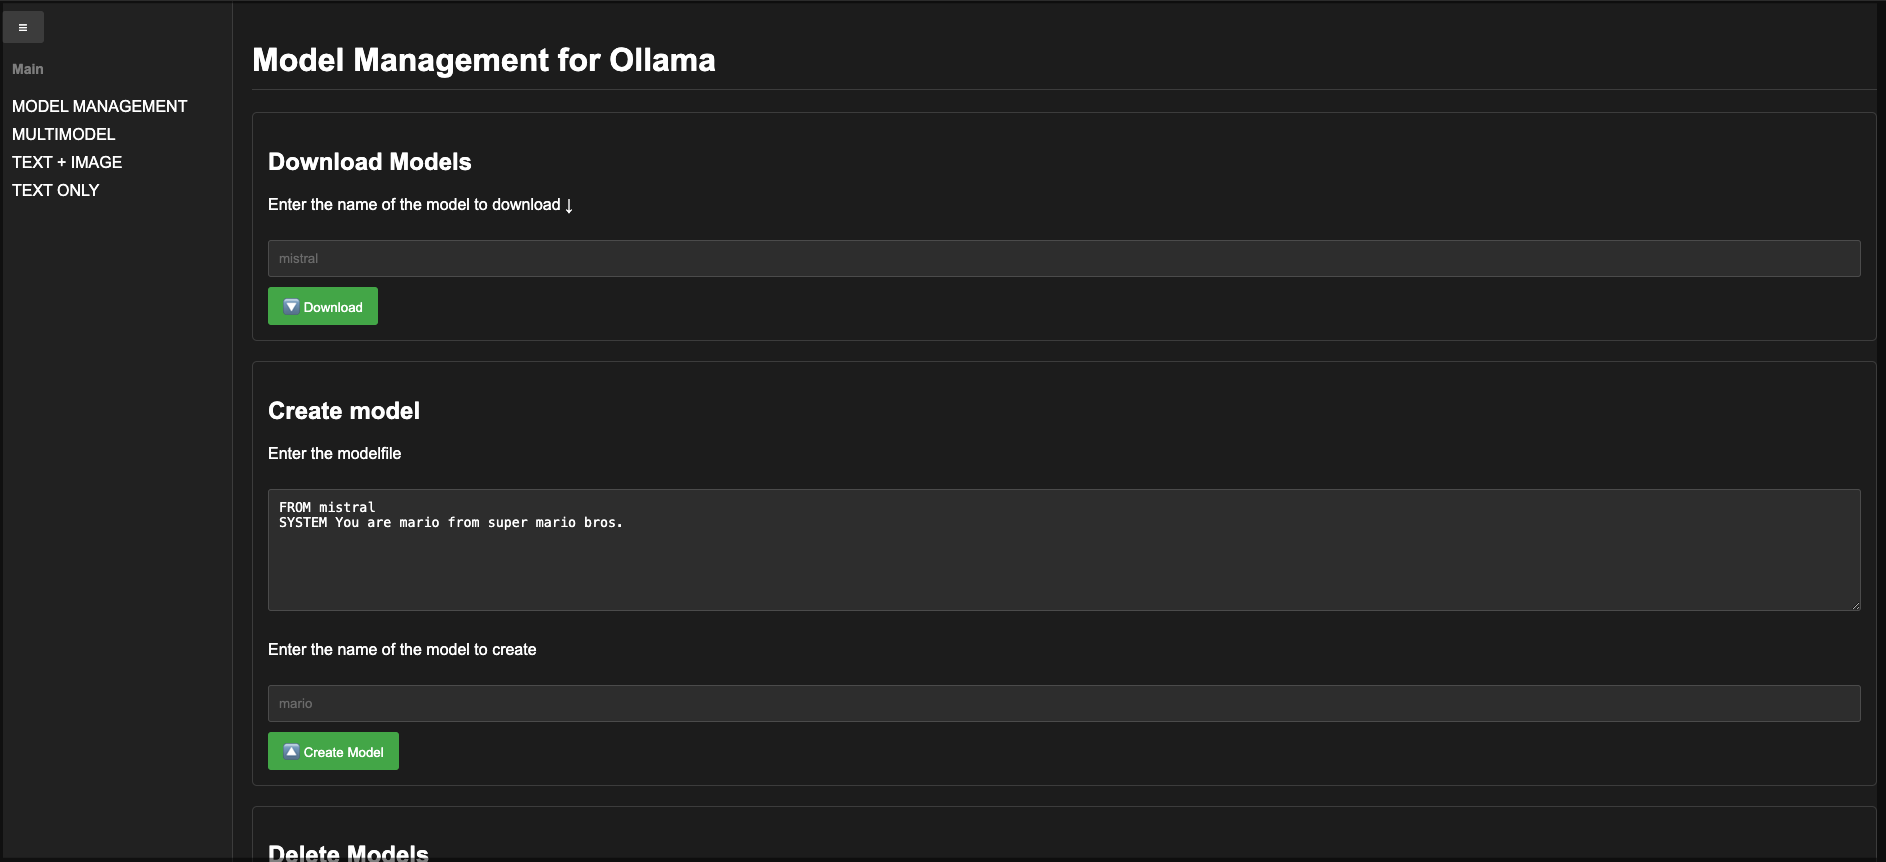 ≡
Main
MODEL MANAGEMENT
MULTIMODEL
TEXT + IMAGE
TEXT ONLY
Model Management for Ollama
Download Models
Enter the name of the model to download ↓
mistral
🔽 Download
Create model
Enter the modelfile
FROM mistral
SYSTEM You are mario from super mario bros.
Enter the name of the model to create
mario
🔼 Create Model
Delete Models